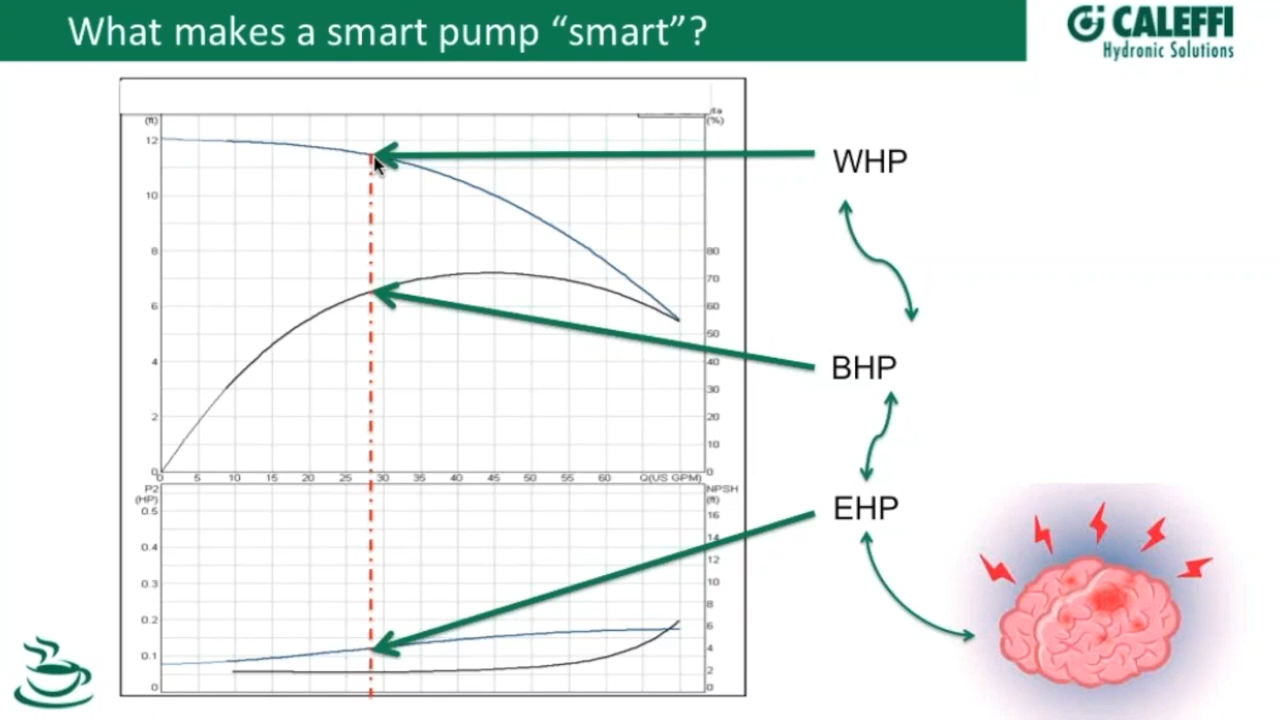 What makes a smart pump “smart”?
CALEFFI
Hydronic Solutions
(ft)
(%)
12
10
8
6
4
2
0
80
70
60
50
40
30
20
10
0
0 5 10 15 20 25 30 35 40 45 50 55 60 Q(US GPM)
P2
(HP)
0.5
0.4
0.3
0.2
0.1
0
NPSH
(ft)
16
14
12
10
8
6
4
2
0
WHP
BHP
EHP